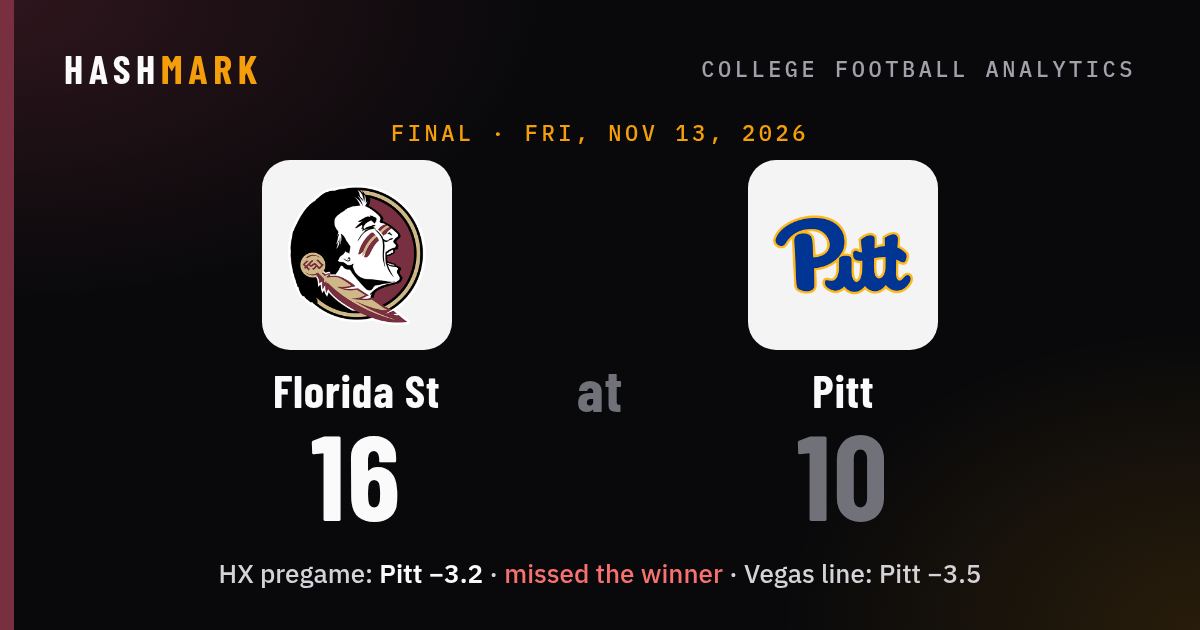 HASHMARK
COLLEGE FOOTBALL ANALYTICS
FINAL · FRI, NOV 13, 2026
FSU
Pitt
Florida St
at
Pitt
16
10
HX pregame: Pitt −3.2 · missed the winner · Vegas line: Pitt −3.5